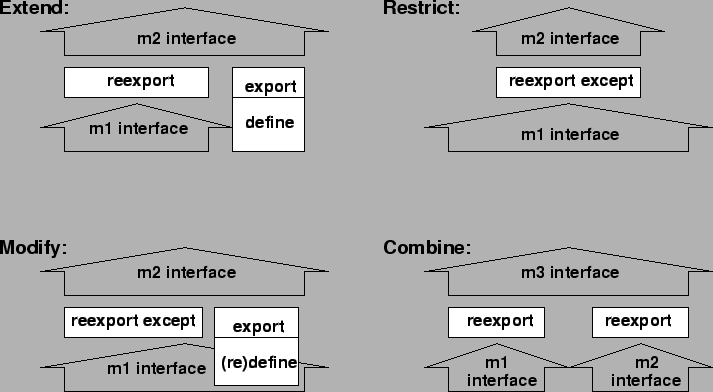 Extend:
m2 interface
reexport
export
define
m1 interface
Restrict:
m2 interface
reexport except
m1 interface
Modify:
m2 interface
reexport except
export
(re)define
m1 interface
Combine:
m3 interface
reexport
reexport
m1
interface
m2
interface